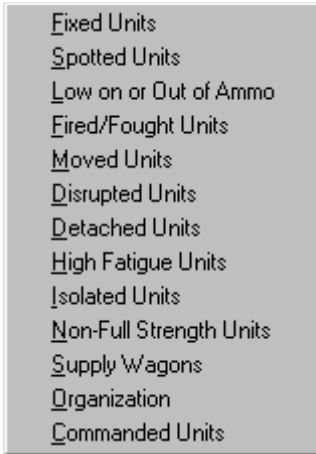 Fixed Units
Spotted Units
Low on or Out of Ammo
Fired/Fought Units
Moved Units
Disrupted Units
Detached Units
High Fatigue Units
Isolated Units
Non-Full Strength Units
Supply Wagons
Organization
Commanded Units